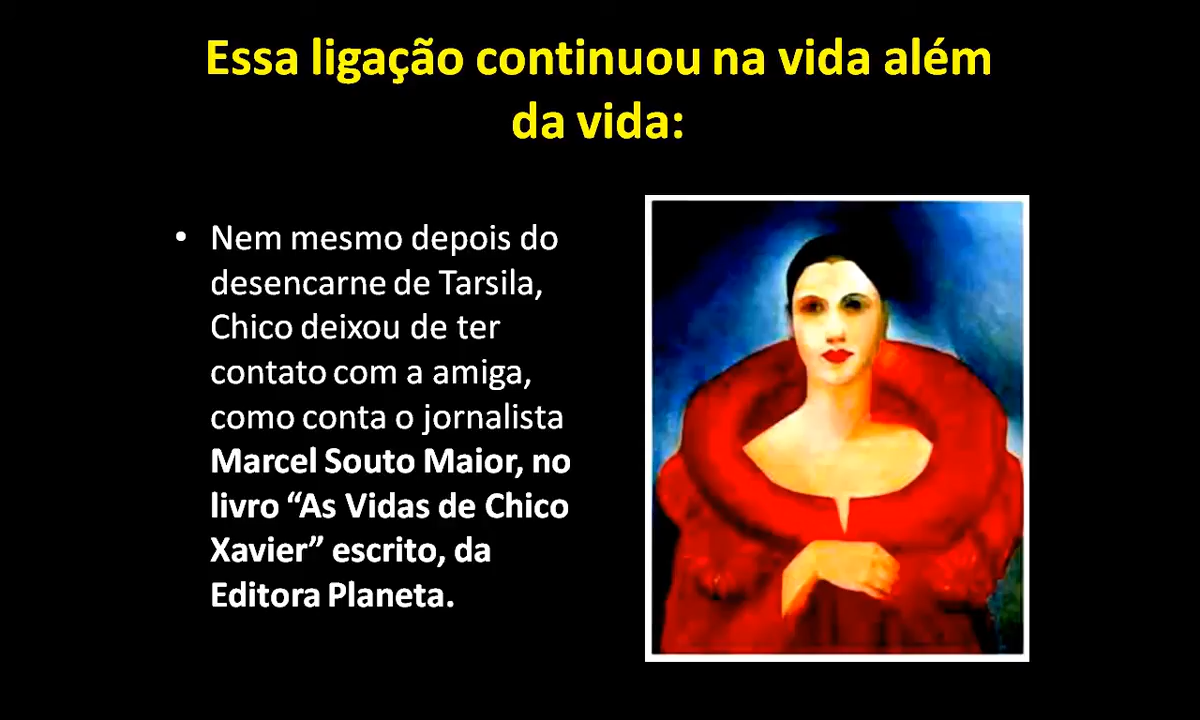 Essa ligação continuou na vida além
da vida:
• Nem mesmo depois do
desencarne de Tarsila,
Chico deixou de ter
contato com a amiga,
como conta o jornalista
Marcel Souto Maior, no
livro “As Vidas de Chico
Xavier” escrito, da
Editora Planeta.